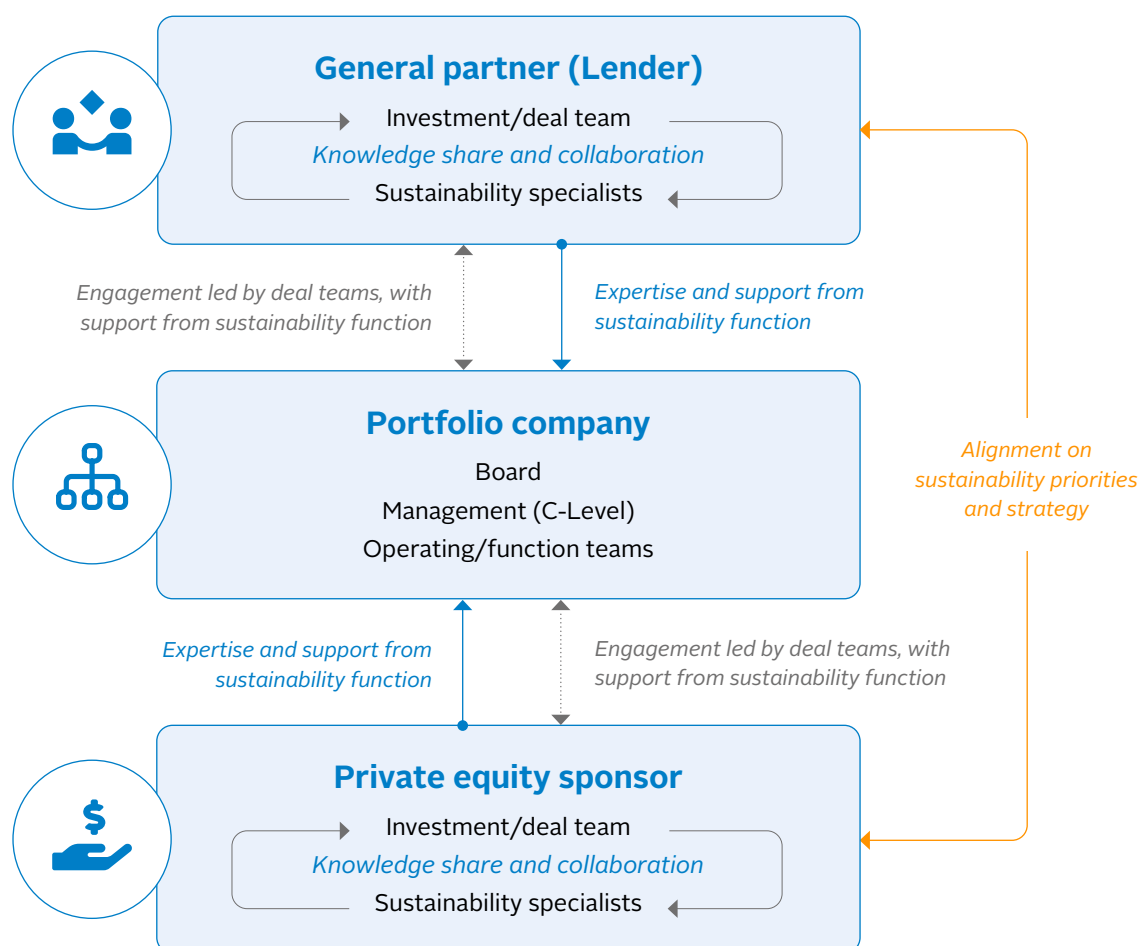 General partner (Lender)
Investment/deal team
Knowledge share and collaboration
Sustainability specialists
Engagement led by deal teams, with
support from sustainability function
Expertise and support from
sustainability function
Portfolio company
Board
Management (C-Level)
Operating/function teams
Alignment on
sustainability priorities
and strategy
Expertise and support from
sustainability function
Engagement led by deal teams, with
support from sustainability function
Private equity sponsor
$
Investment/deal team
Knowledge share and collaboration
Sustainability specialists